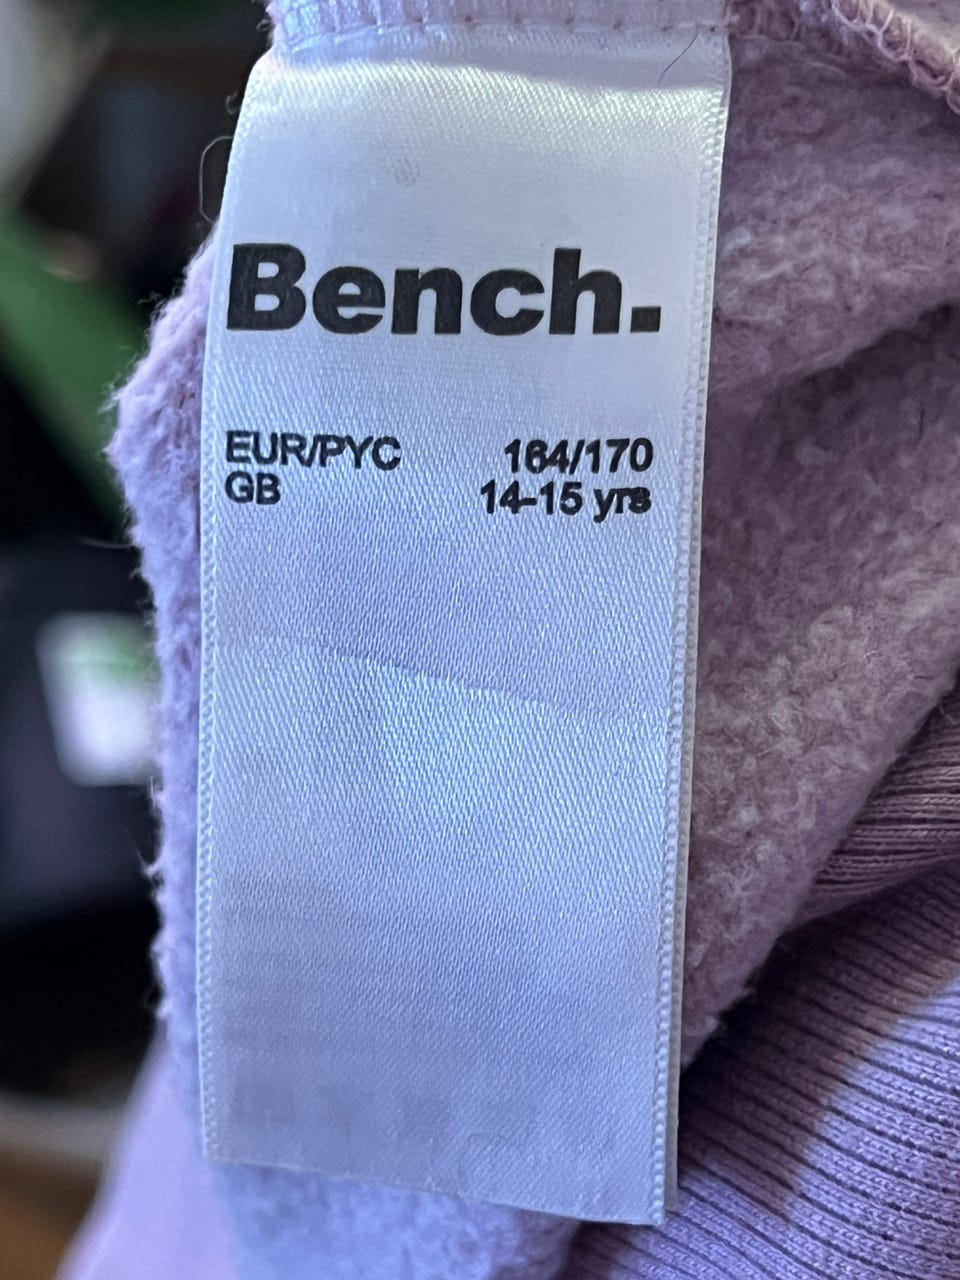 Bench.
EUR/PYC 164/170
GB 14-15 yrs